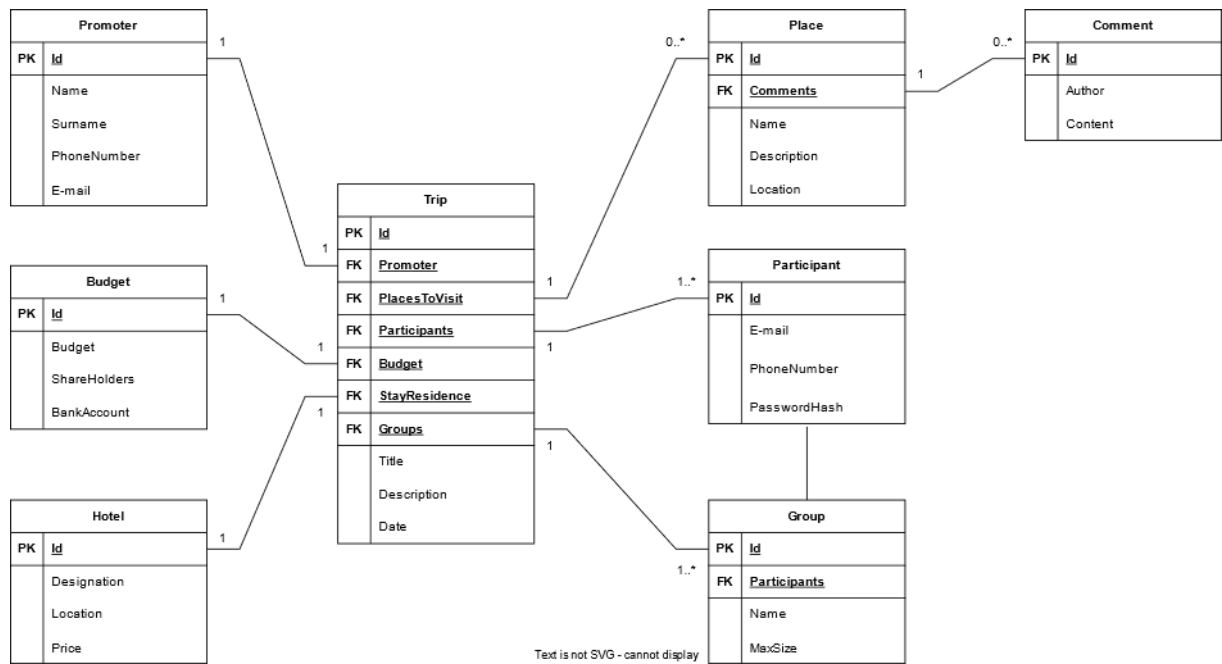 Promoter
PK Id
Name
Surname
PhoneNumber
E-mail
1
1
Budget
PK Id
Budget
ShareHolders
BankAccount
1
1
Hotel
PK Id
Designation
Location
Price
1
1
Trip
PK Id
FK Promoter
FK PlacesToVisit
FK Participants
FK Budget
FK StayResidence
FK Groups
Title
Description
Date
1
1
1
0..*
Place
PK Id
FK Comments
Name
Description
Location
1
0..*
Comment
PK Id
Author
Content
1..*
Participant
PK Id
E-mail
PhoneNumber
PasswordHash
1..*
Group
PK Id
FK Participants
Name
MaxSize
Text is not SVG - cannot display